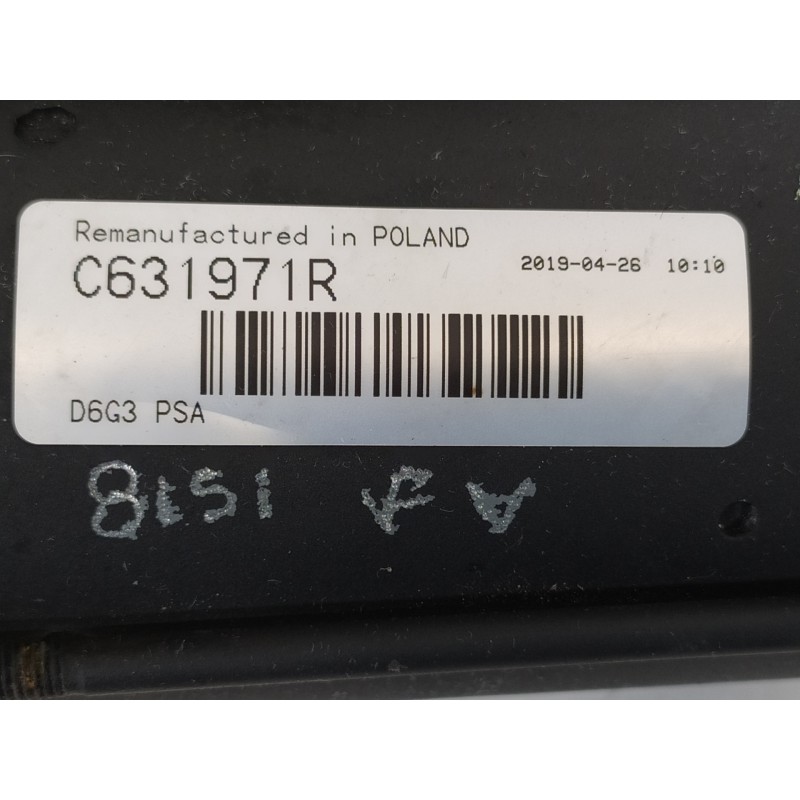 Remanufactured in POLAND
C631971R 2019-04-26 10:10
D6G3 PSA